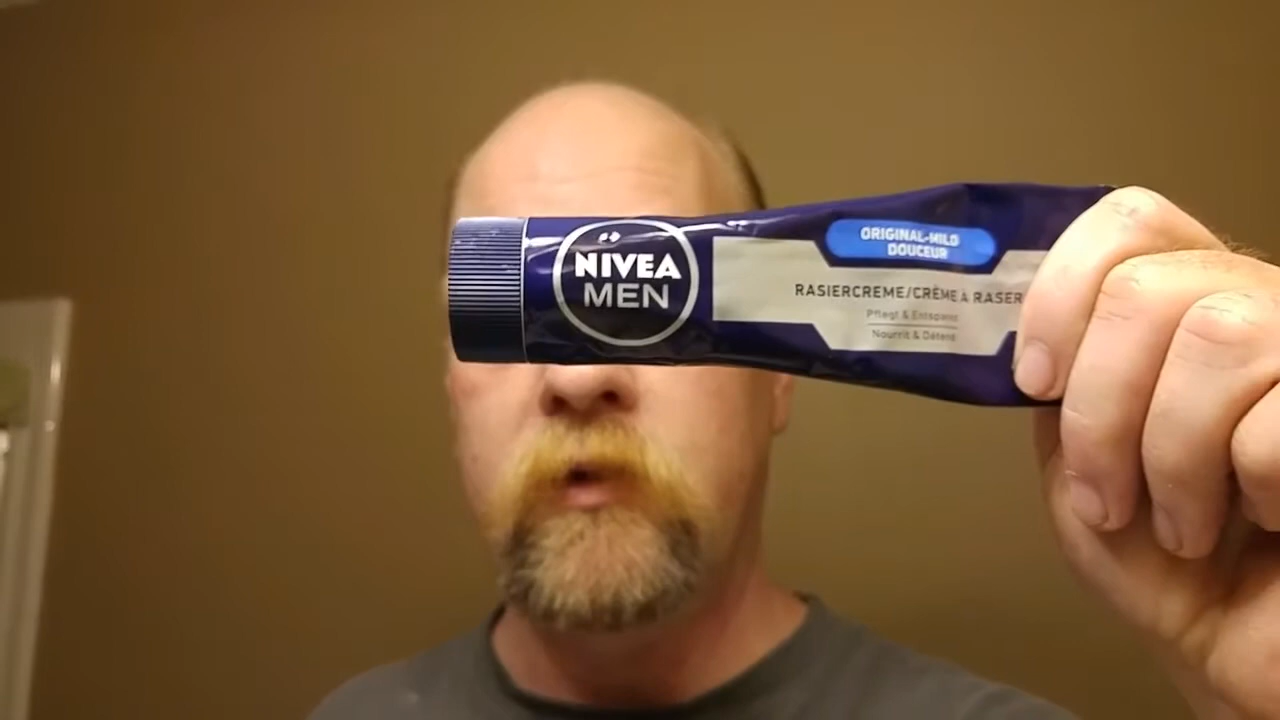 NIVEA
MEN
ORIGINAL-MILD
DOUCEUR
RASIERCREME/CRÈME À RASER
Pflegt & Entspannt
Nourrit & Détend